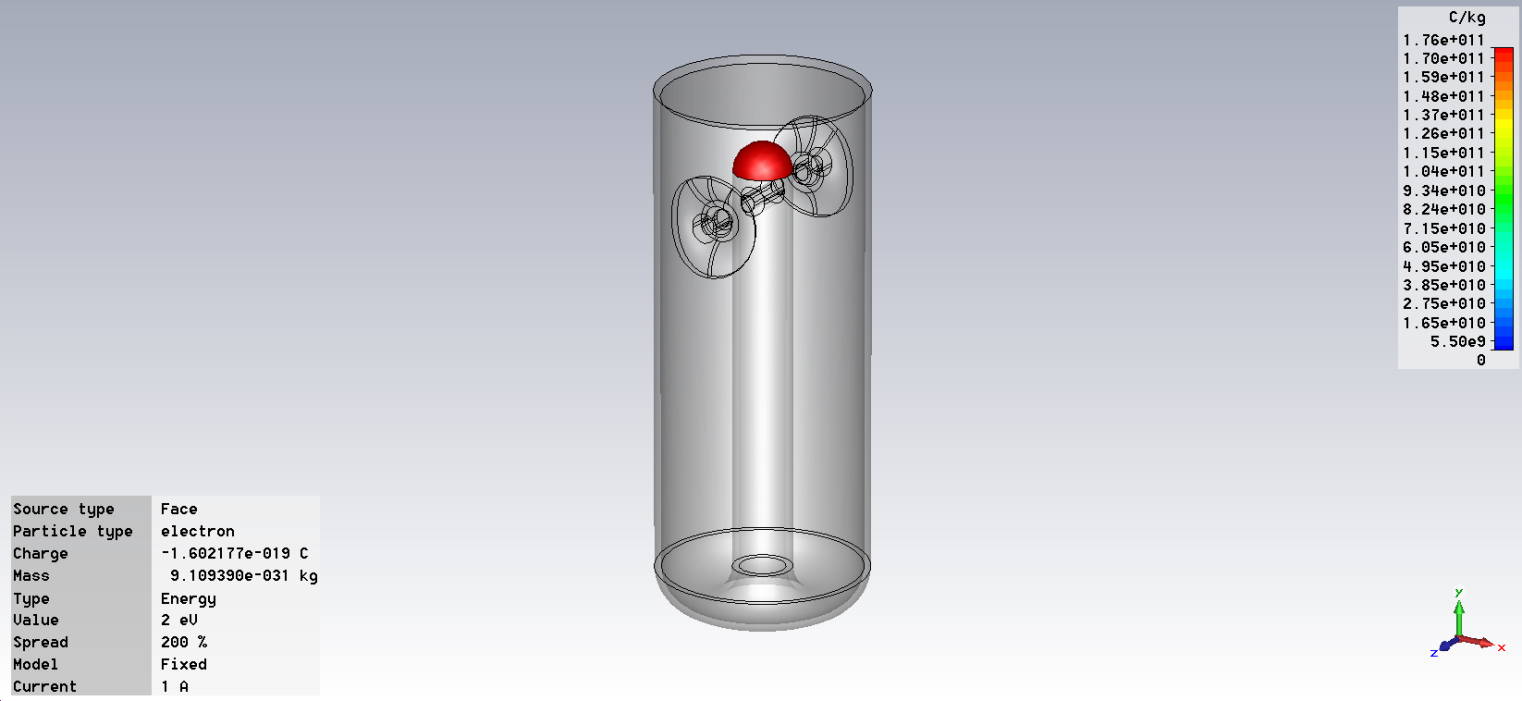 C/kg
1.76e+011
1.70e+011
1.59e+011
1.48e+011
1.37e+011
1.26e+011
1.15e+011
1.04e+011
9.34e+010
8.24e+010
7.15e+010
6.05e+010
4.95e+010
3.85e+010
2.75e+010
1.65e+010
5.50e9
0
Source type Face
Particle type electron
Charge -1.602177e-019 C
Mass 9.109390e-031 kg
Type Energy
Value 2 eV
Spread 200 %
Model Fixed
Current 1 A
y
x
z